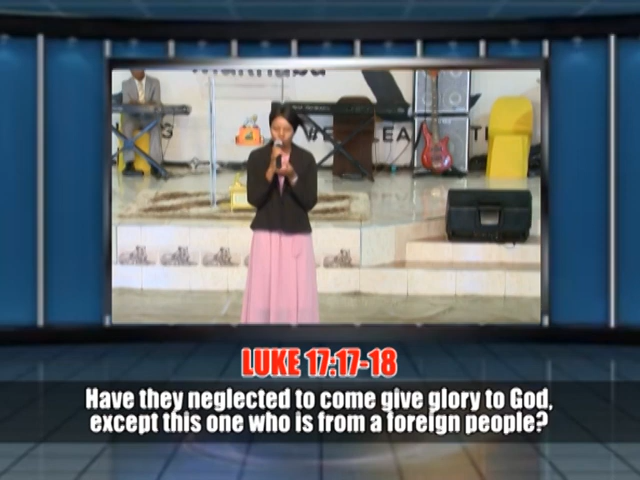 LUKE 17:17-18
Have they neglected to come give glory to God,
except this one who is from a foreign people?